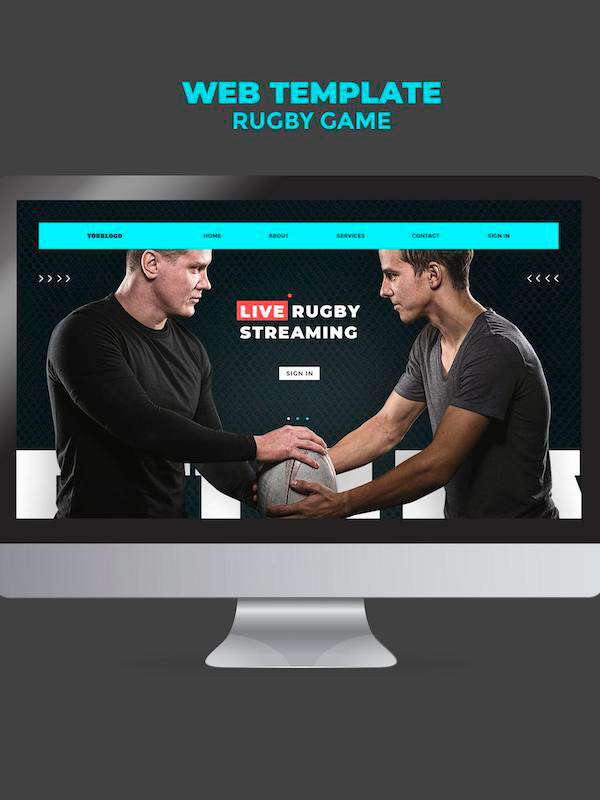 WEB TEMPLATE
RUGBY GAME
YOURLOGO HOME ABOUT SERVICES CONTACT SIGN IN
LIVE RUGBY
STREAMING
SIGN IN